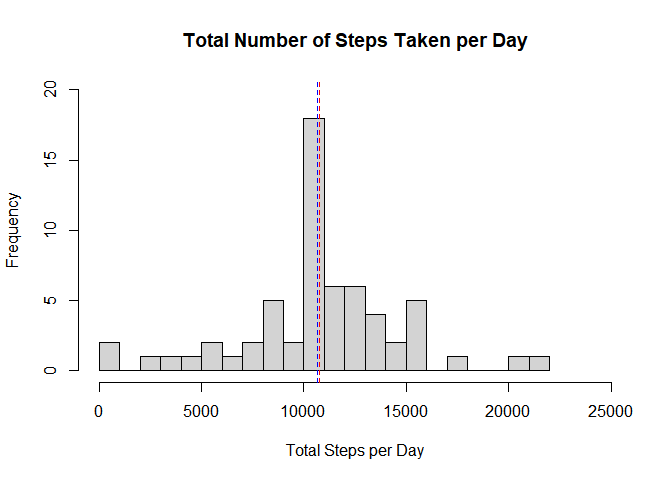 Total Number of Steps Taken per Day
Frequency
20
15
10
5
0
0 5000 10000 15000 20000 25000
Total Steps per Day